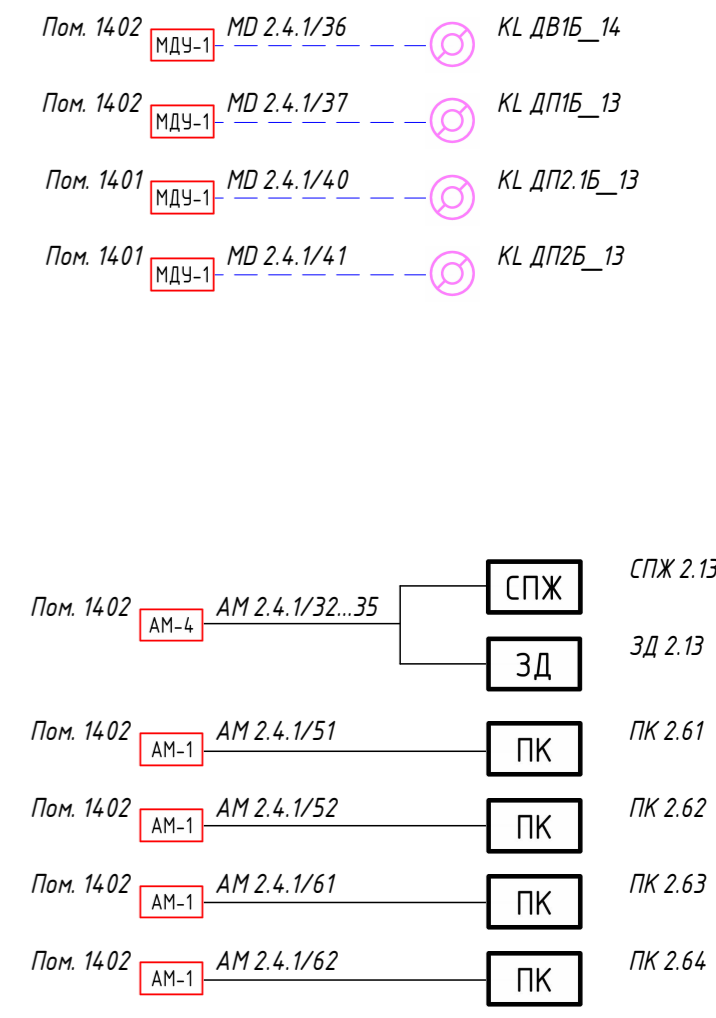 Пом. 1402 МДУ-1 MD 2.4.1/36 KL ДВ1Б__14
Пом. 1402 МДУ-1 MD 2.4.1/37 KL ДП1Б__13
Пом. 1401 МДУ-1 MD 2.4.1/40 KL ДП2.1Б__13
Пом. 1401 МДУ-1 MD 2.4.1/41 KL ДП2Б__13
Пом. 1402 АМ-4 АМ 2.4.1/32...35
СПЖ СПЖ 2.13
ЗД ЗД 2.13
Пом. 1402 АМ-1 АМ 2.4.1/51 ПК ПК 2.61
Пом. 1402 АМ-1 АМ 2.4.1/52 ПК ПК 2.62
Пом. 1402 АМ-1 АМ 2.4.1/61 ПК ПК 2.63
Пом. 1402 АМ-1 АМ 2.4.1/62 ПК ПК 2.64